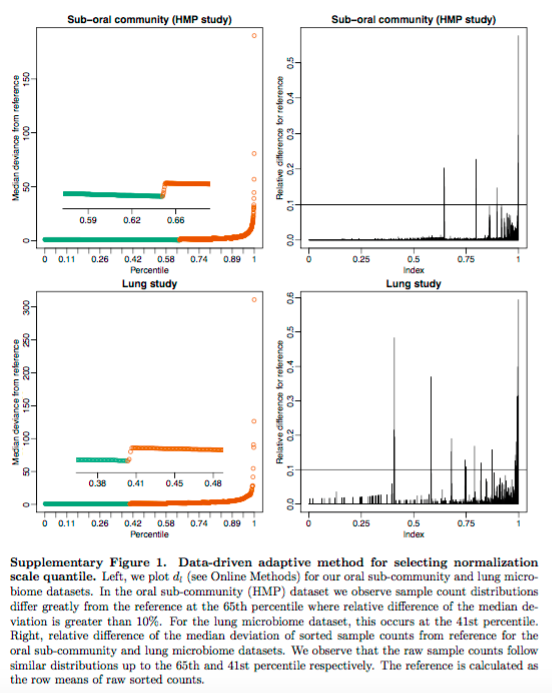 Sub-oral community (HMP study)
Sub-oral community (HMP study)
Median deviance from reference
150
100
50
0
0.59 0.62 0.66
0 0.11 0.26 0.42 0.58 0.74 0.89 1
Percentile
Relative difference for reference
0.5
0.4
0.3
0.2
0.1
0.0
0 0.25 0.5 0.75 1
Index
Lung study
Lung study
Median deviance from reference
300
250
200
150
100
50
0
0.38 0.41 0.45 0.48
0 0.11 0.26 0.42 0.58 0.74 0.89 1
Percentile
Relative difference for reference
0.6
0.5
0.4
0.3
0.2
0.1
0.0
0 0.25 0.5 0.75 1
Index
Supplementary Figure 1. Data-driven adaptive method for selecting normalization
scale quantile. Left, we plot dₗ (see Online Methods) for our oral sub-community and lung micro-
biome datasets. In the oral sub-community (HMP) dataset we observe sample count distributions
differ greatly from the reference at the 65th percentile where relative difference of the median de-
viation is greater than 10%. For the lung microbiome dataset, this occurs at the 41st percentile.
Right, relative difference of the median deviation of sorted sample counts from reference for the
oral sub-community and lung microbiome datasets. We observe that the raw sample counts follow
similar distributions up to the 65th and 41st percentile respectively. The reference is calculated as
the row means of raw sorted counts.